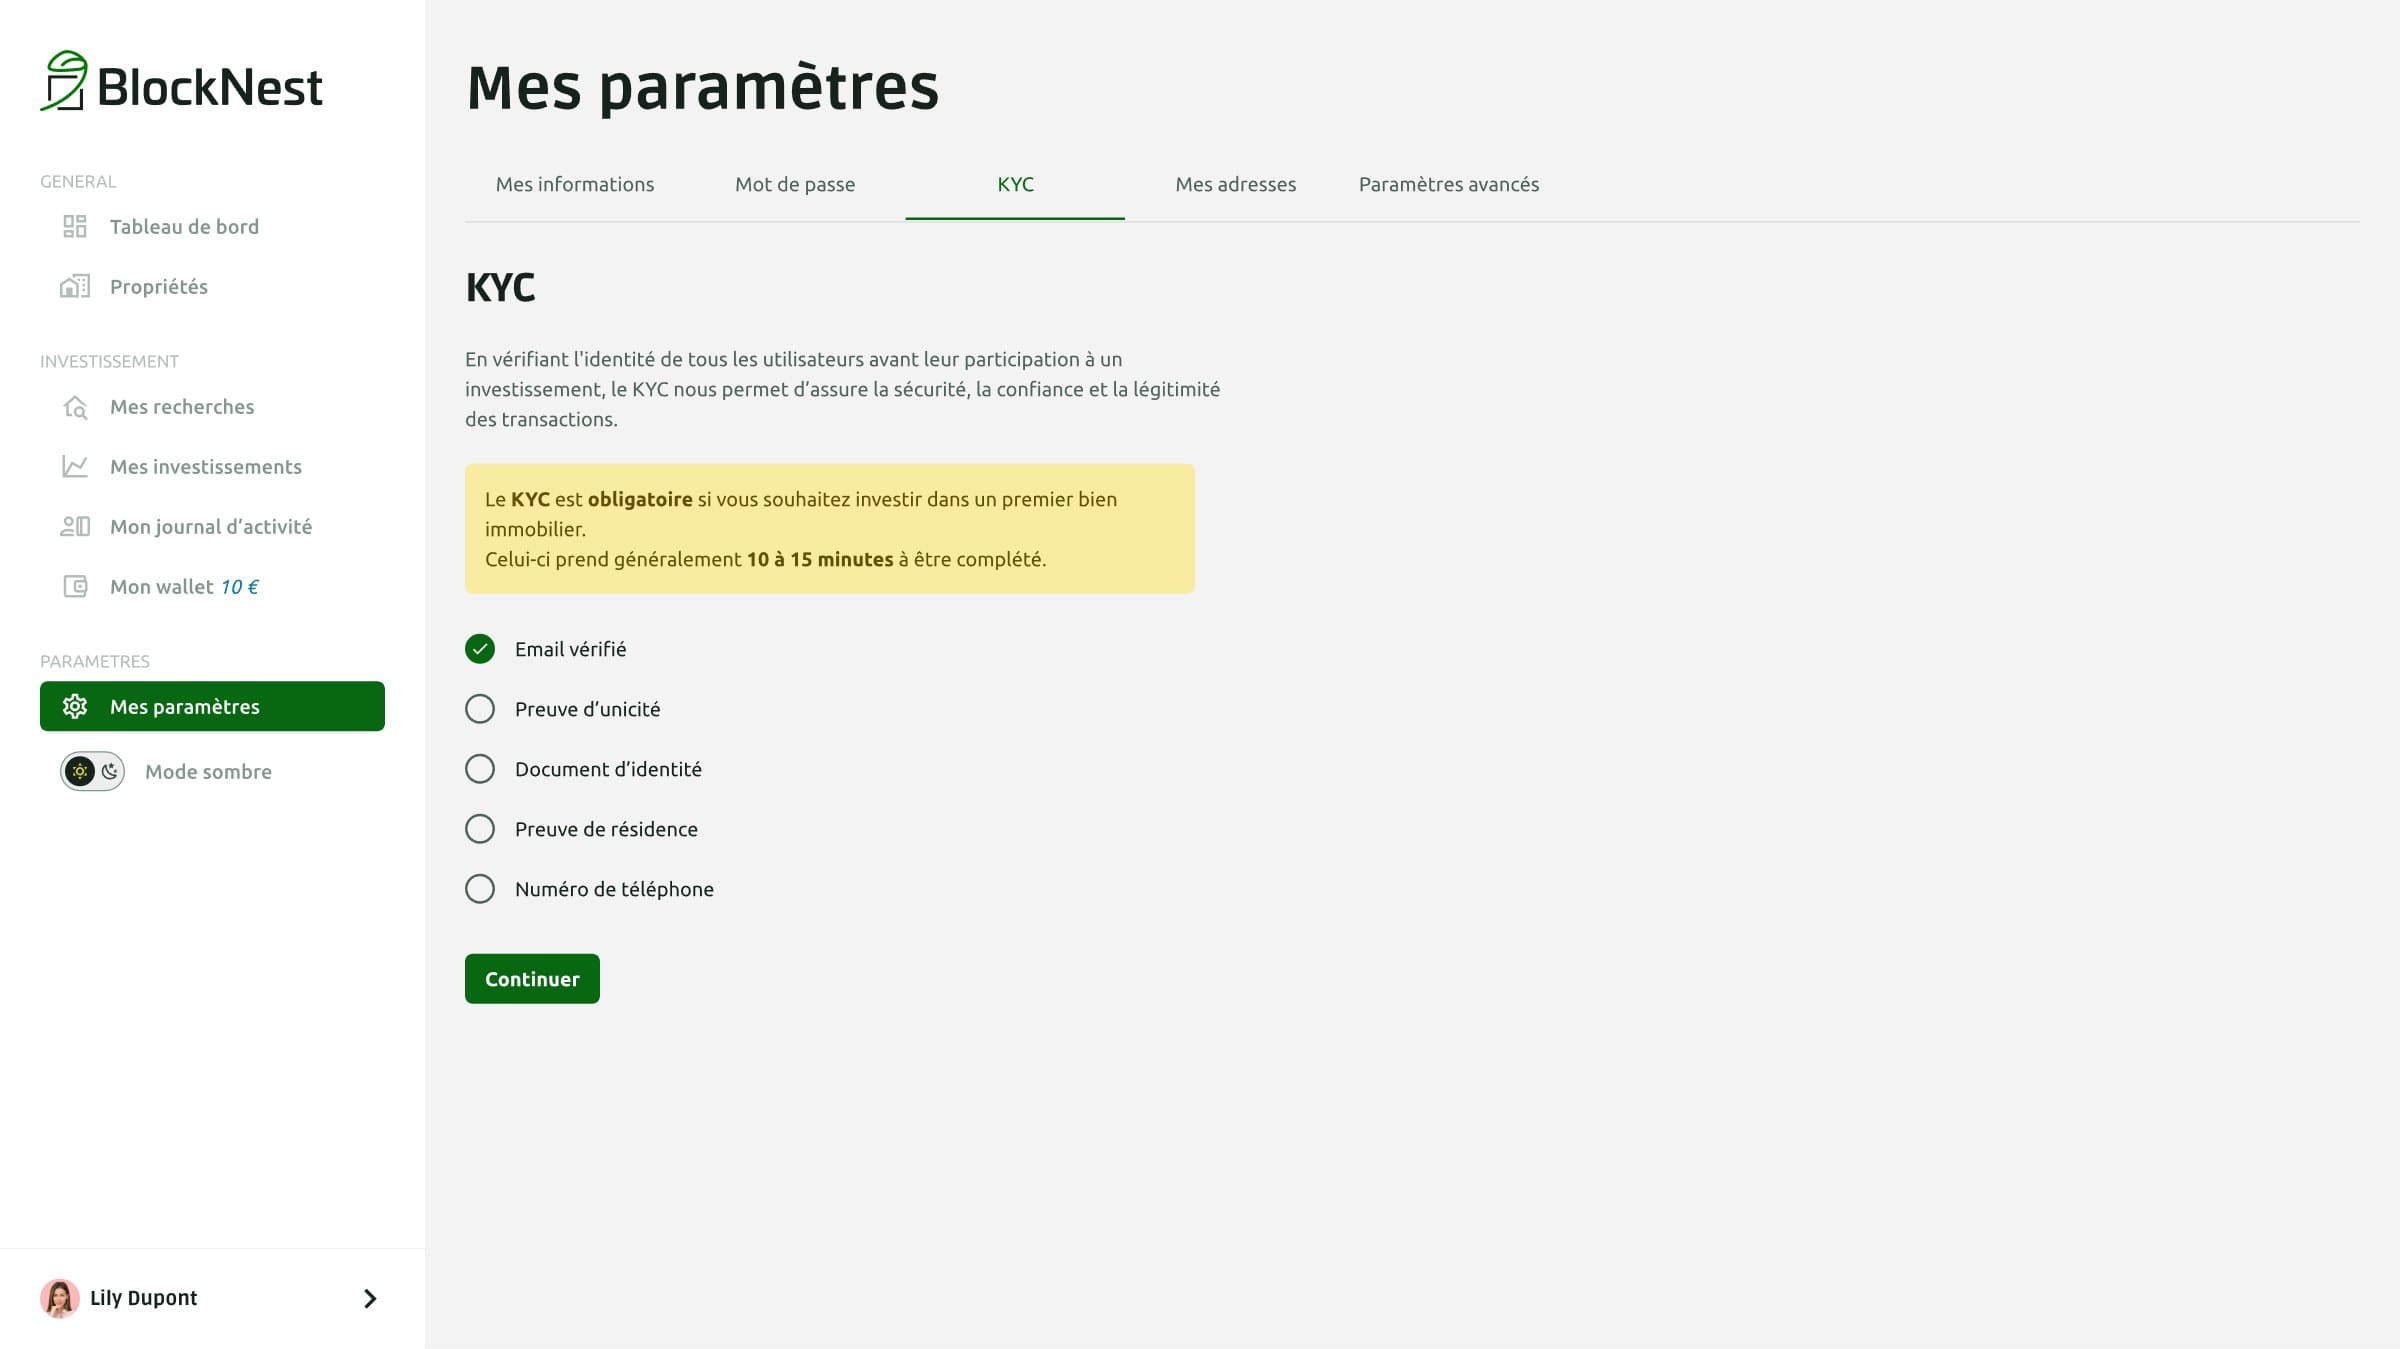 BlockNest
GENERAL
Tableau de bord
Propriétés
INVESTISSEMENT
Mes recherches
Mes investissements
Mon journal d’activité
Mon wallet 10 €
PARAMETRES
Mes paramètres
Mode sombre
Lily Dupont
Mes paramètres
Mes informations
Mot de passe
KYC
Mes adresses
Paramètres avancés
KYC
En vérifiant l'identité de tous les utilisateurs avant leur participation à un
investissement, le KYC nous permet d’assure la sécurité, la confiance et la légitimité
des transactions.
Le KYC est obligatoire si vous souhaitez investir dans un premier bien
immobilier.
Celui-ci prend généralement 10 à 15 minutes à être complété.
Email vérifié
Preuve d’unicité
Document d’identité
Preuve de résidence
Numéro de téléphone
Continuer